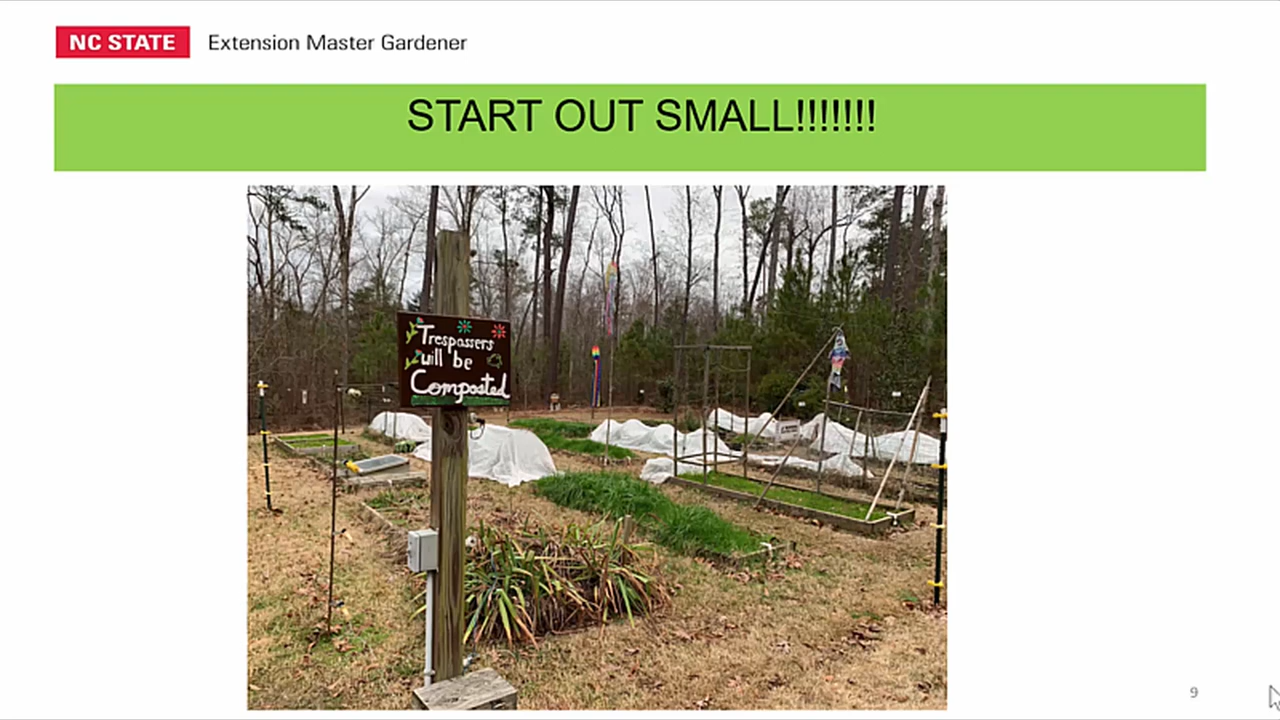 NC STATE Extension Master Gardener
START OUT SMALL!!!!!!!
Trespassers
will be
Composted
9